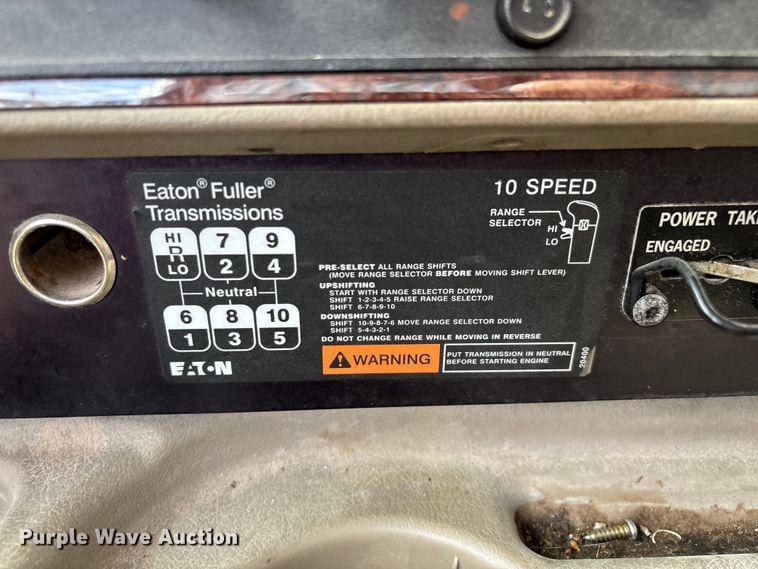 Eaton® Fuller®
Transmissions
10 SPEED
RANGE
SELECTOR
HI
LO
HI
R
LO
7
2
9
4
Neutral
6
1
8
3
10
5
EATON
PRE-SELECT ALL RANGE SHIFTS
(MOVE RANGE SELECTOR BEFORE MOVING SHIFT LEVER)
UPSHIFTING
START WITH RANGE SELECTOR DOWN
SHIFT 1-2-3-4-5 RAISE RANGE SELECTOR
SHIFT 6-7-8-9-10
DOWNSHIFTING
SHIFT 10-9-8-7-6 MOVE RANGE SELECTOR DOWN
SHIFT 5-4-3-2-1
DO NOT CHANGE RANGE WHILE MOVING IN REVERSE
WARNING
PUT TRANSMISSION IN NEUTRAL
BEFORE STARTING ENGINE
20400
POWER TAK
ENGAGED
Purple Wave Auction